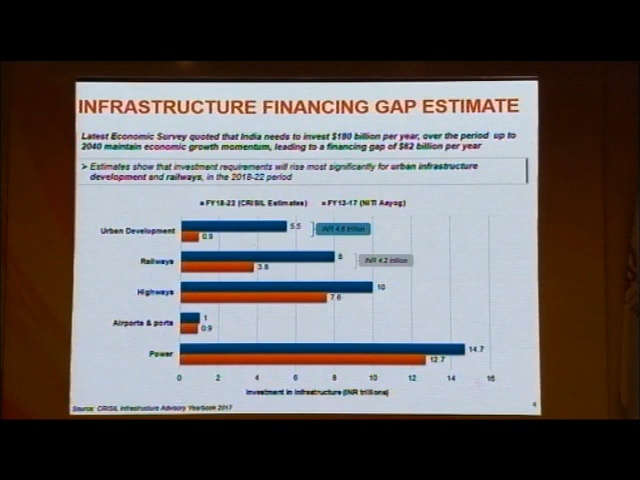 INFRASTRUCTURE FINANCING GAP ESTIMATE
Latest Economic Survey quoted that India needs to invest $180 billion per year, over the period up to
2040 maintain economic growth momentum, leading to a financing gap of $62 billion per year
➢ Estimates show that investment requirements will rise most significantly for urban infrastructure
development and railways, in the 2018-22 period
FY18-22 (CRISIL Estimates) FY13-17 (NITI Aayog)
Urban Development 5.5 INR 4.6 trillion
0.9
Railways 8 INR 4.2 trillion
3.8
Highways 10
7.6
Airports & ports 1
0.9
Power 14.7
12.7
0 2 4 6 8 10 12 14 16
Investment in Infrastructure (INR trillions)
Source: CRISIL Infrastructure Advisory YearBook 2017